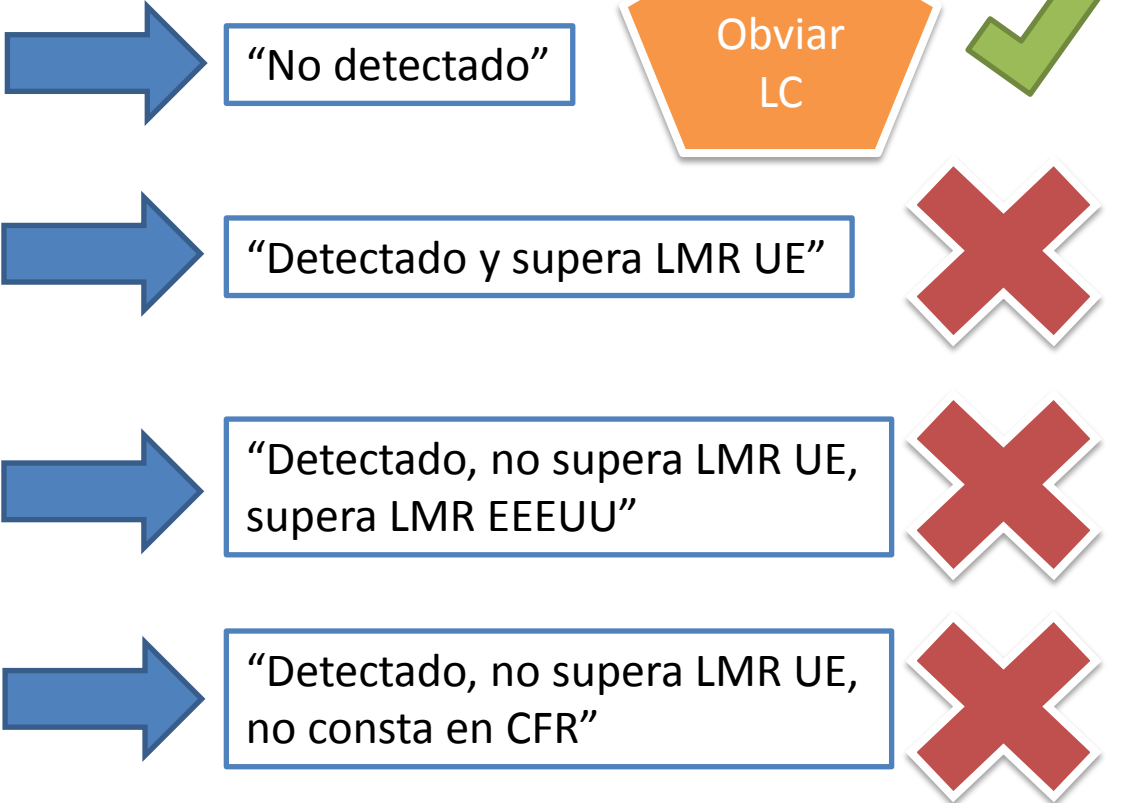 “No detectado”
Obviar
LC
“Detectado y supera LMR UE”
“Detectado, no supera LMR UE,
supera LMR EEEUU”
“Detectado, no supera LMR UE,
no consta en CFR”